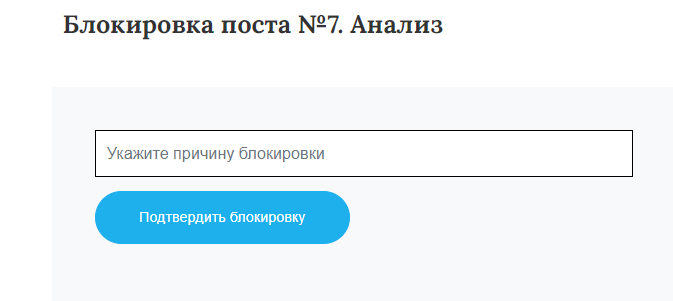 Блокировка поста №7. Анализ
Укажите причину блокировки
Подтвердить блокировку